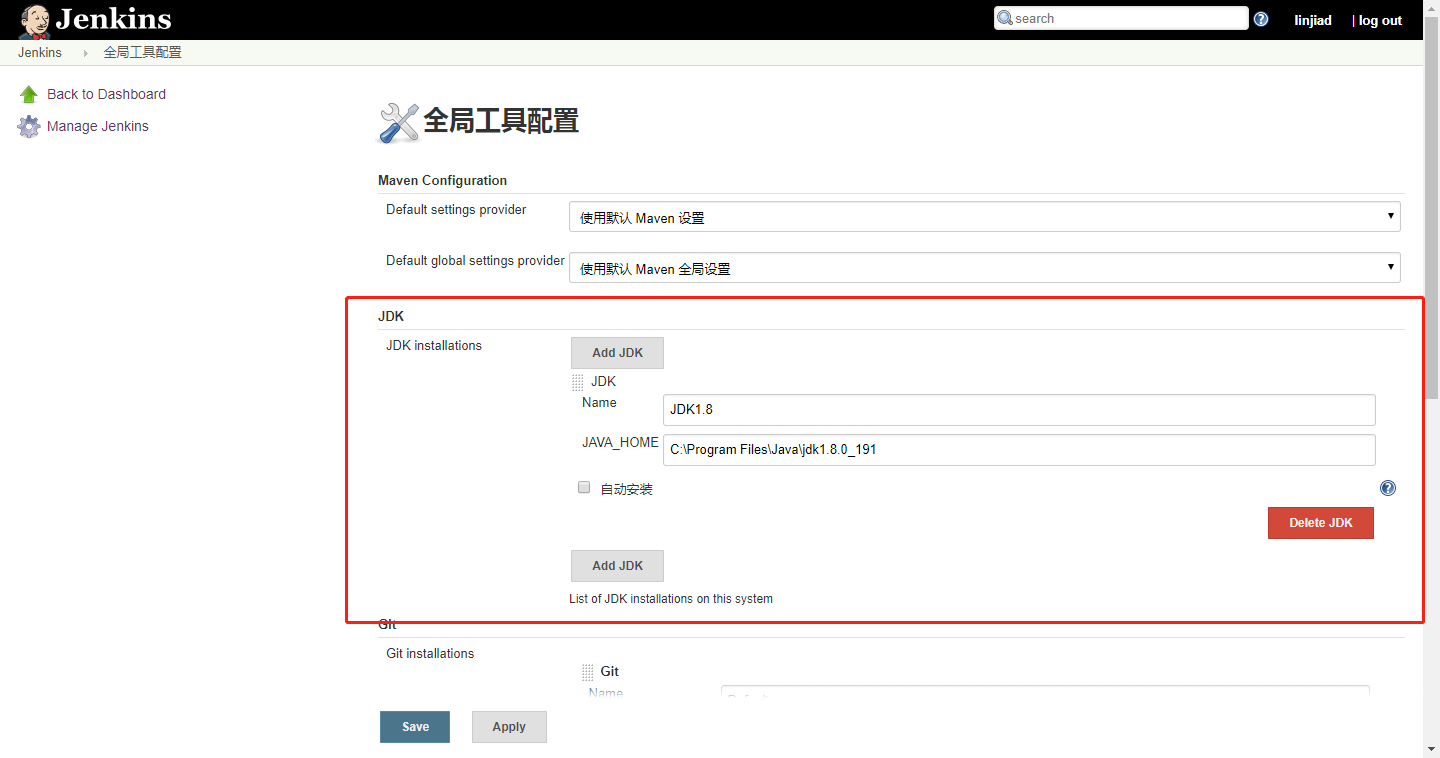 Jenkins
search
linjiad
| log out
Jenkins
全局工具配置
Back to Dashboard
Manage Jenkins
全局工具配置
Maven Configuration
Default settings provider
使用默认 Maven 设置
Default global settings provider
使用默认 Maven 全局设置
JDK
JDK installations
Add JDK
JDK
Name
JDK1.8
JAVA_HOME
C:\Program Files\Java\jdk1.8.0_191
自动安装
Delete JDK
Add JDK
List of JDK installations on this system
Git
Git installations
Git
Name
Default
Save
Apply